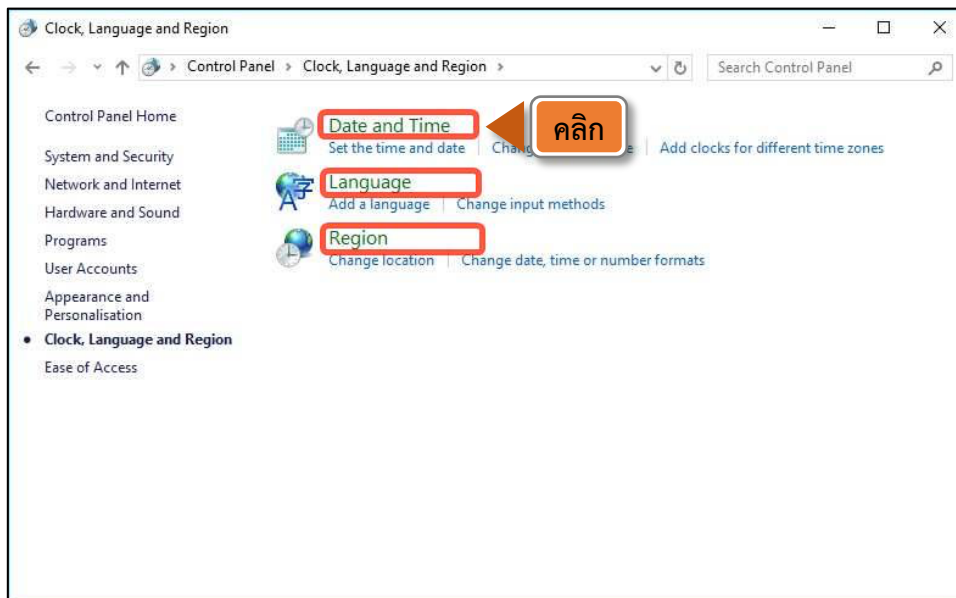 Clock, Language and Region
Control Panel > Clock, Language and Region >
Search Control Panel
Control Panel Home
System and Security
Network and Internet
Hardware and Sound
Programs
User Accounts
Appearance and
Personalisation
Clock, Language and Region
Ease of Access
Date and Time
คลิก
Set the time and date
Add clocks for different time zones
Language
Add a language
Change input methods
Region
Change location
Change date, time or number formats